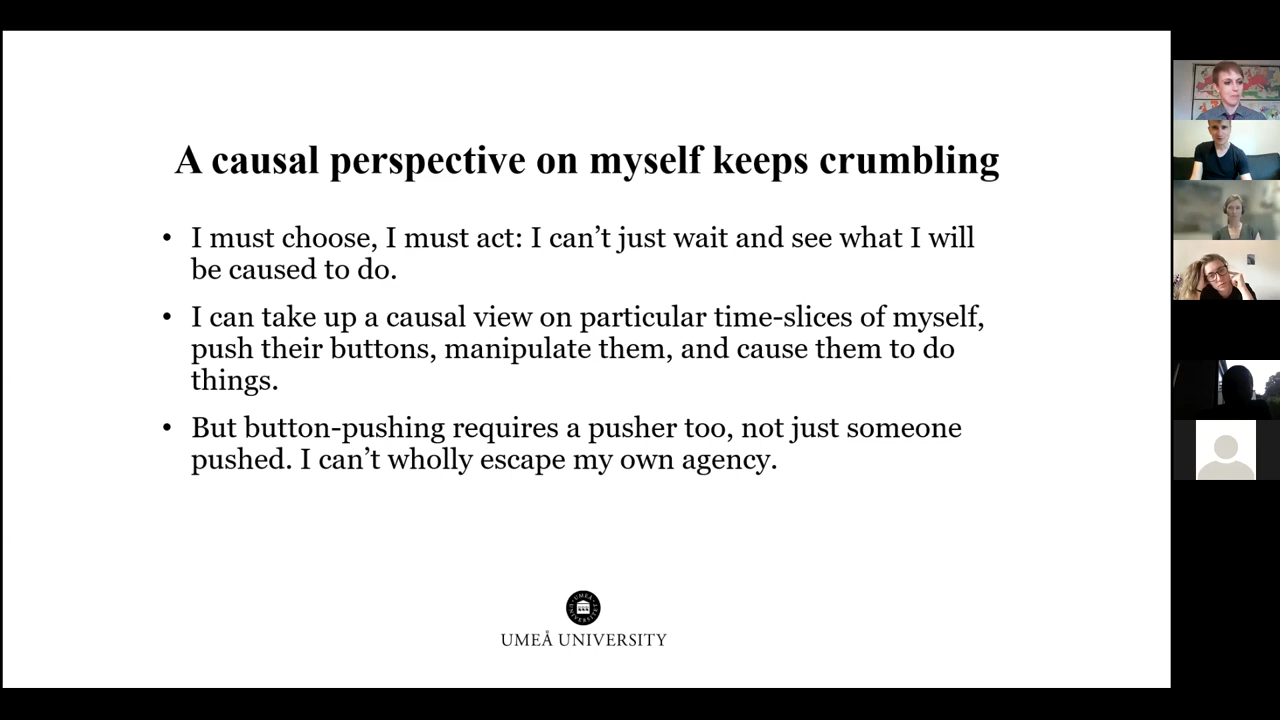 A causal perspective on myself keeps crumbling
• I must choose, I must act: I can’t just wait and see what I will
be caused to do.
• I can take up a causal view on particular time-slices of myself,
push their buttons, manipulate them, and cause them to do
things.
• But button-pushing requires a pusher too, not just someone
pushed. I can’t wholly escape my own agency.
UMEÅ UNIVERSITY